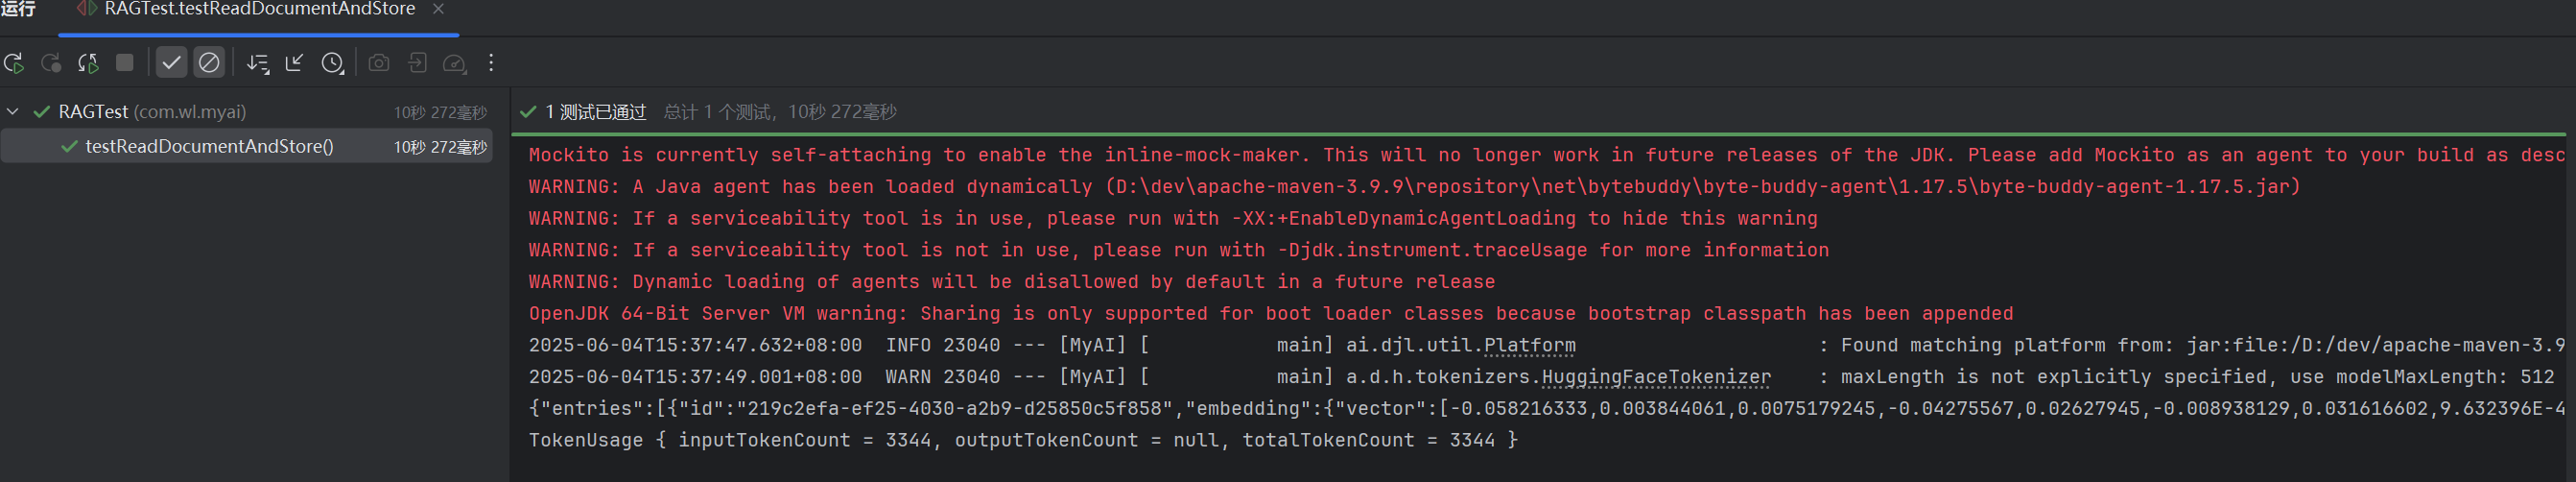 运行
RAGTest.testReadDocumentAndStore
RAGTest (com.wl.myai) 10秒 272毫秒
testReadDocumentAndStore() 10秒 272毫秒
1 测试已通过 总计 1 个测试，10秒 272毫秒
Mockito is currently self-attaching to enable the inline-mock-maker. This will no longer work in future releases of the JDK. Please add Mockito as an agent to your build as desc
WARNING: A Java agent has been loaded dynamically (D:\dev\apache-maven-3.9.9\repository\net\bytebuddy\byte-buddy-agent\1.17.5\byte-buddy-agent-1.17.5.jar)
WARNING: If a serviceability tool is in use, please run with -XX:+EnableDynamicAgentLoading to hide this warning
WARNING: If a serviceability tool is not in use, please run with -Djdk.instrument.traceUsage for more information
WARNING: Dynamic loading of agents will be disallowed by default in a future release
OpenJDK 64-Bit Server VM warning: Sharing is only supported for boot loader classes because bootstrap classpath has been appended
2025-06-04T15:37:47.632+08:00  INFO 23040 --- [MyAI] [           main] ai.djl.util.Platform                     : Found matching platform from: jar:file:/D:/dev/apache-maven-3.9
2025-06-04T15:37:49.001+08:00  WARN 23040 --- [MyAI] [           main] a.d.h.tokenizers.HuggingFaceTokenizer    : maxLength is not explicitly specified, use modelMaxLength: 512
{"entries":[{"id":"219c2efa-ef25-4030-a2b9-d25850c5f858","embedding":{"vector":[-0.058216333,0.003844061,0.0075179245,-0.04275567,0.02627945,-0.008938129,0.031616602,9.632396E-4
TokenUsage { inputTokenCount = 3344, outputTokenCount = null, totalTokenCount = 3344 }